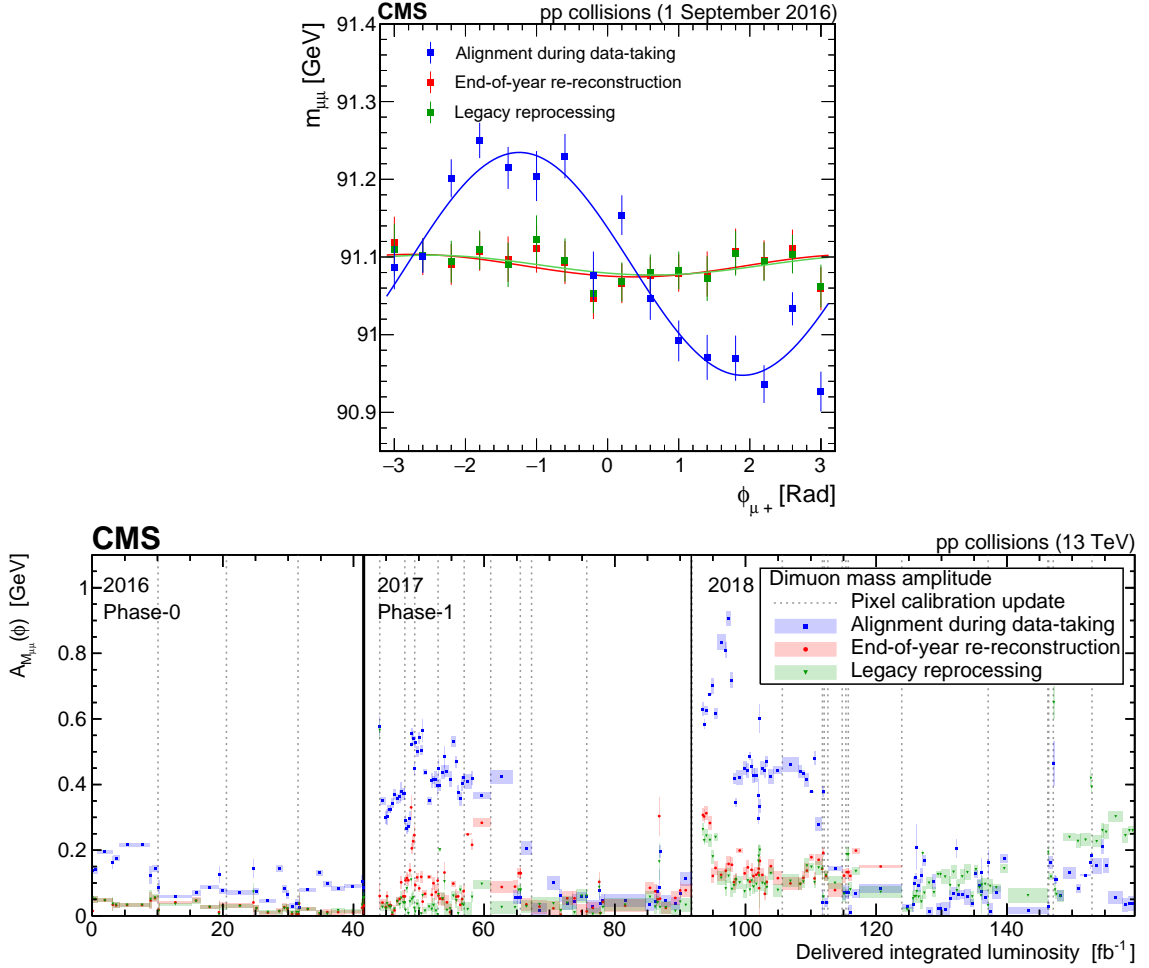 CMS pp collisions (1 September 2016)
91.4
91.3
91.2
91.1
91
90.9
m_μμ [GeV]
Alignment during data-taking
End-of-year re-reconstruction
Legacy reprocessing
−3 −2 −1 0 1 2 3
ϕ_μ+ [Rad]
CMS pp collisions (13 TeV)
A_M_μμ(ϕ) [GeV]
1
0.8
0.6
0.4
0.2
0
2016
Phase-0
2017
Phase-1
2018
Dimuon mass amplitude
Pixel calibration update
Alignment during data-taking
End-of-year re-reconstruction
Legacy reprocessing
0 20 40 60 80 100 120 140
Delivered integrated luminosity [fb⁻¹]